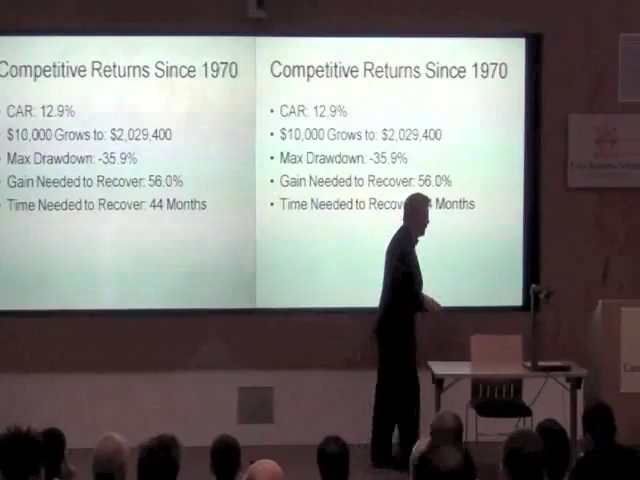 Competitive Returns Since 1970
CAR: 12.9%
$10,000 Grows to: $2,029,400
Max Drawdown: -35.9%
Gain Needed to Recover: 56.0%
Time Needed to Recover: 44 Months
Competitive Returns Since 1970
• CAR: 12.9%
• $10,000 Grows to: $2,029,400
• Max Drawdown: -35.9%
• Gain Needed to Recover: 56.0%
• Time Needed to Recov 4 Months